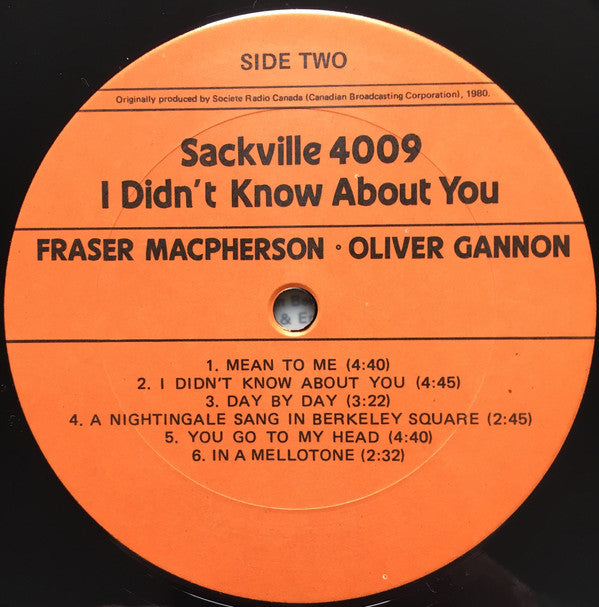 SIDE TWO
Originally produced by Societe Radio Canada (Canadian Broadcasting Corporation), 1980.
Sackville 4009
I Didn't Know About You
FRASER MACPHERSON • OLIVER GANNON
1. MEAN TO ME (4:40)
2. I DIDN'T KNOW ABOUT YOU (4:45)
3. DAY BY DAY (3:22)
4. A NIGHTINGALE SANG IN BERKELEY SQUARE (2:45)
5. YOU GO TO MY HEAD (4:40)
6. IN A MELLOTONE (2:32)